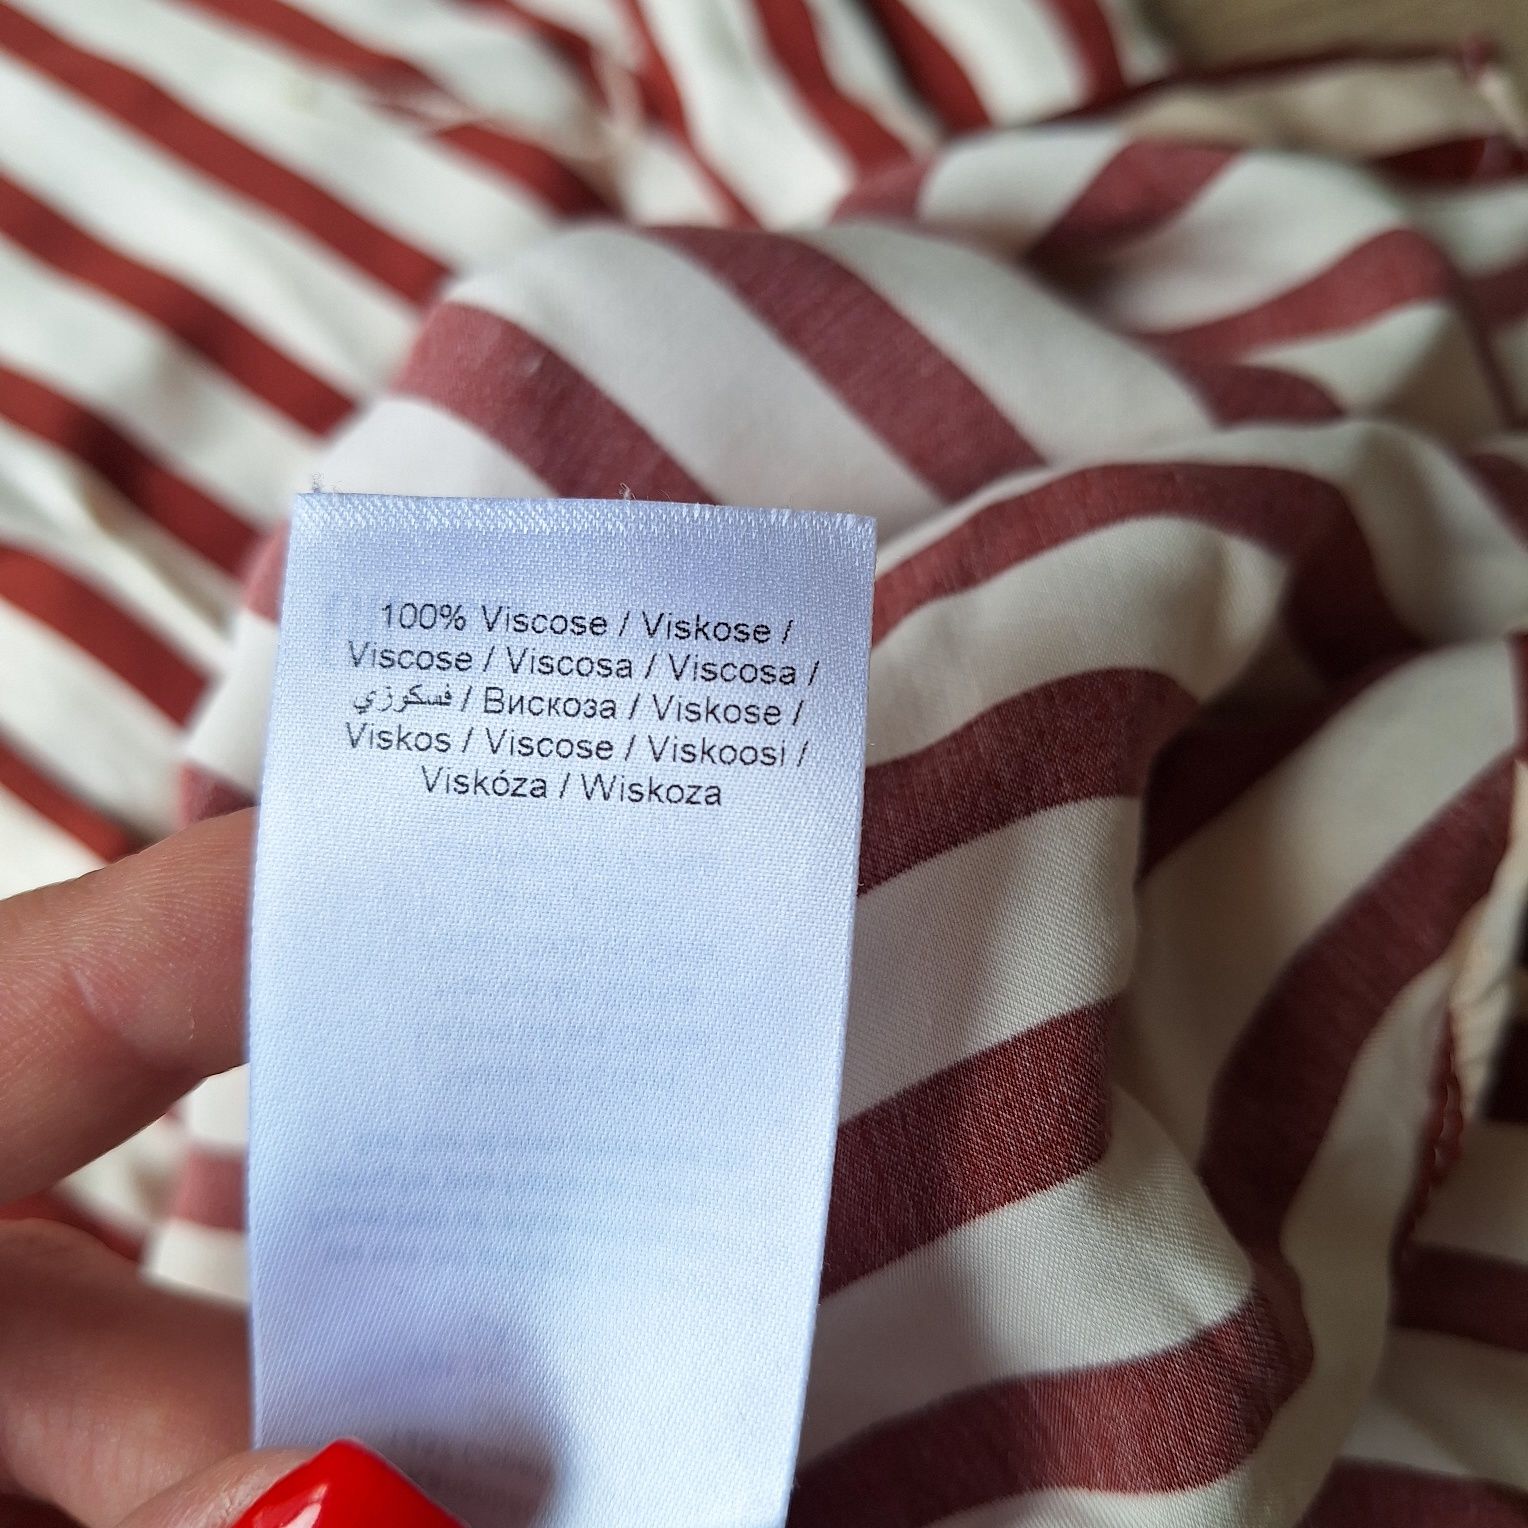 100% Viscose / Viskose /
Viscose / Viscosa / Viscosa /
فسكوزي / Вискоза / Viskose /
Viskos / Viscose / Viskoosi /
Viskóza / Wiskoza